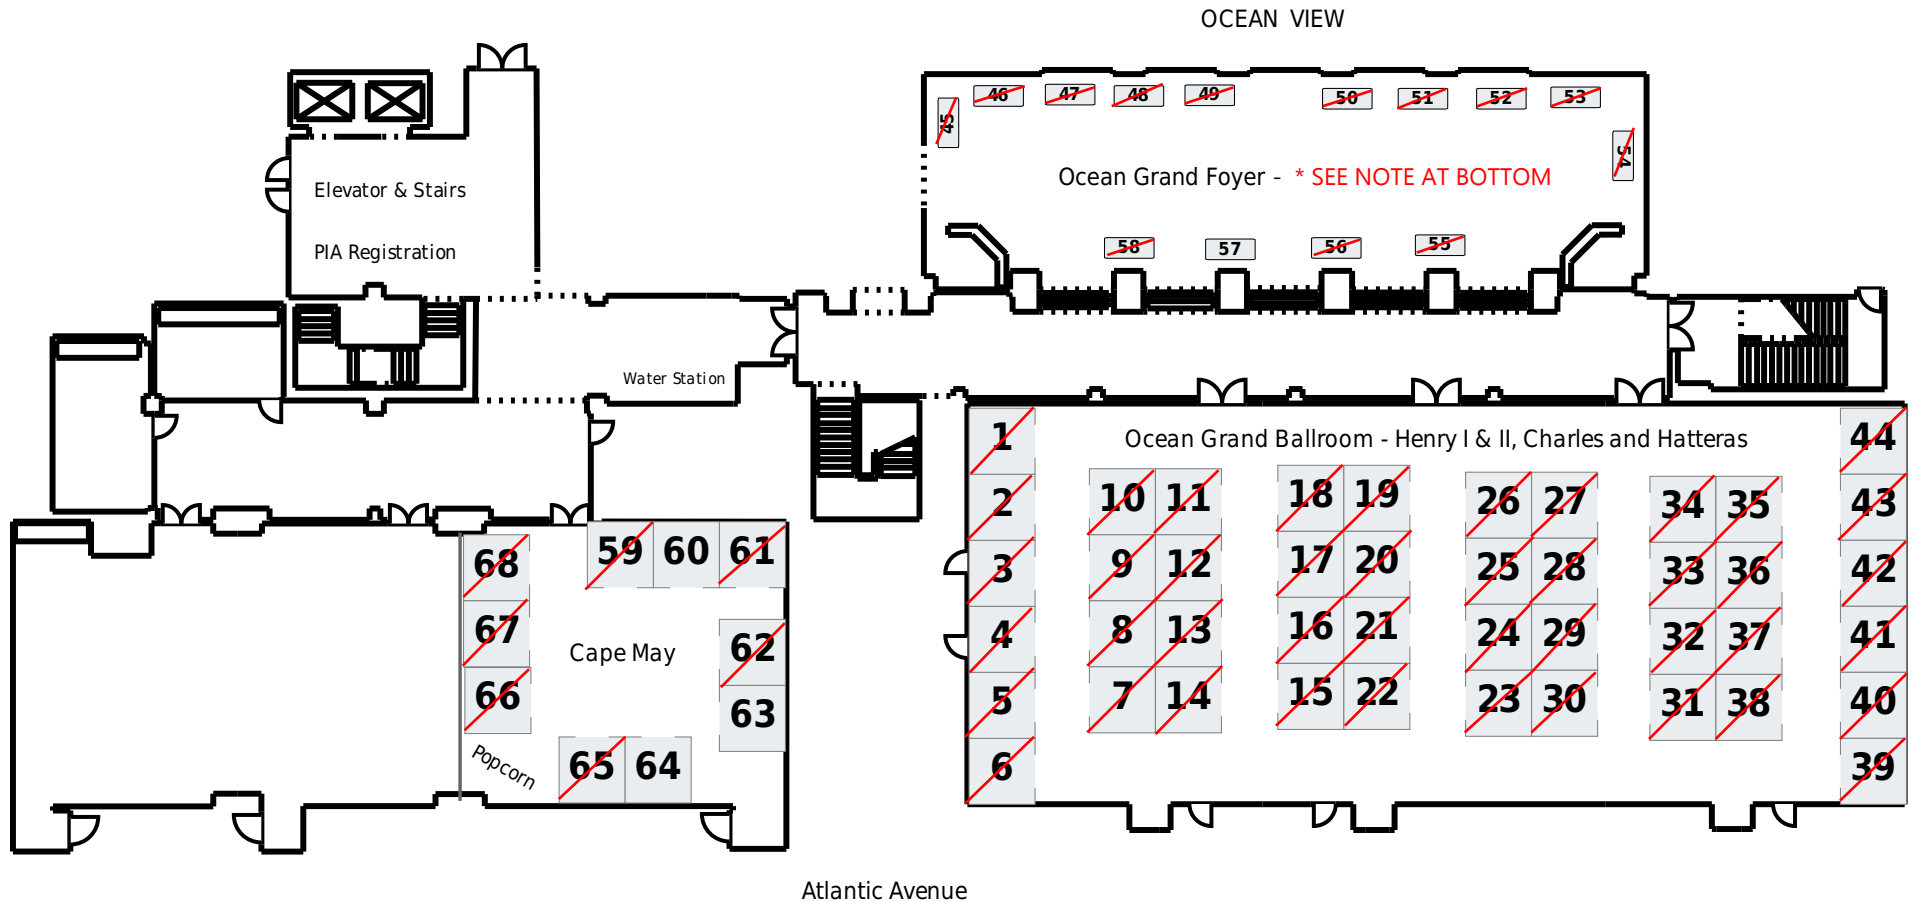 OCEAN VIEW
46 47 48 49 50 51 52 53
45
54
Ocean Grand Foyer - * SEE NOTE AT BOTTOM
Elevator & Stairs
PIA Registration
58 57 56 55
Water Station
Ocean Grand Ballroom - Henry I & II, Charles and Hatteras
1 44
10 11 18 19 26 27 34 35
2 43
9 12 17 20 25 28 33 36
3 42
8 13 16 21 24 29 32 37
4 41
7 14 15 22 23 30 31 38
5 40
6 39
68 59 60 61
67
Cape May
62
66
63
Popcorn
65 64
Atlantic Avenue